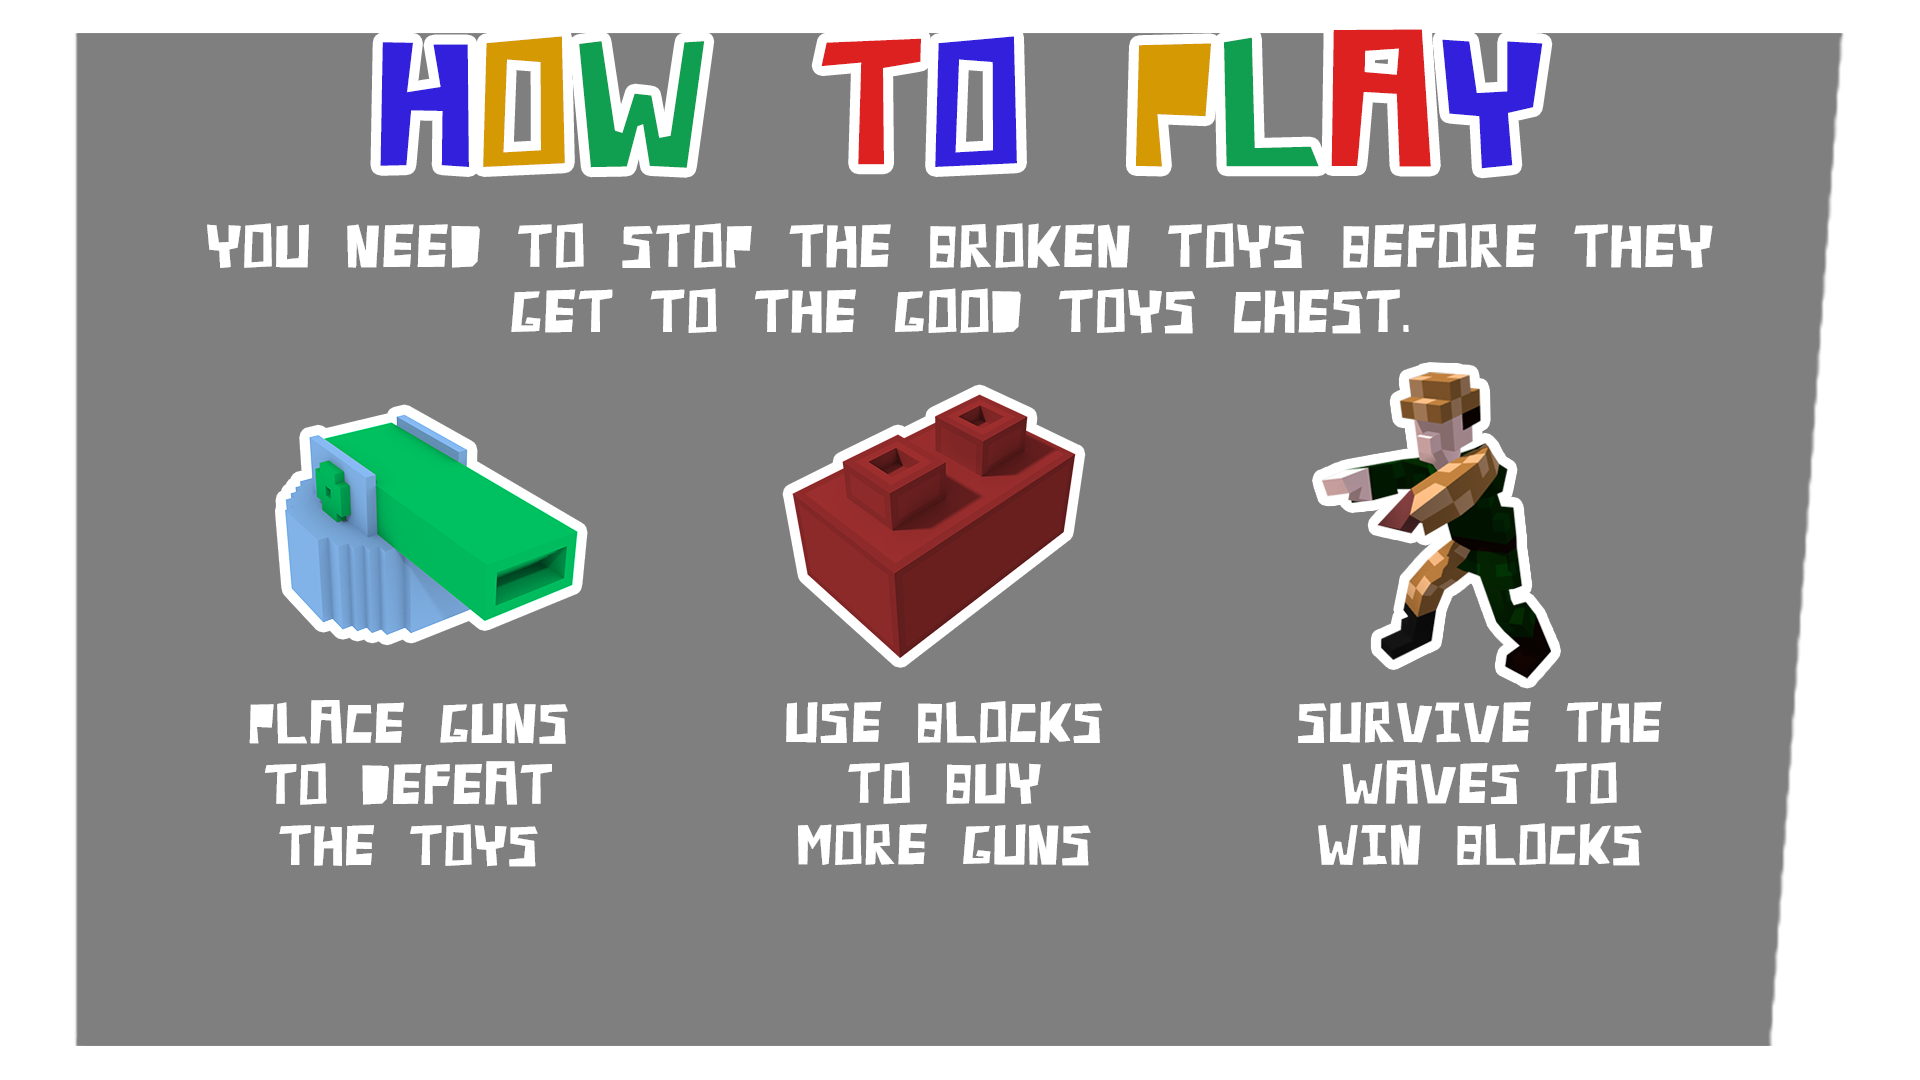 HOW TO PLAY
YOU NEED TO STOP THE BROKEN TOYS BEFORE THEY
GET TO THE GOOD TOYS CHEST.
PLACE GUNS
TO DEFEAT
THE TOYS
USE BLOCKS
TO BUY
MORE GUNS
SURVIVE THE
WAVES TO
WIN BLOCKS